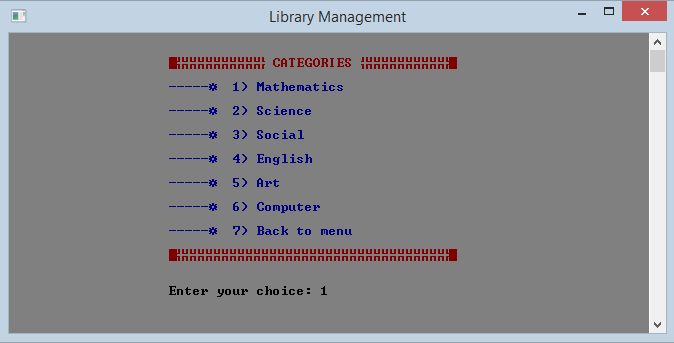 Library Management
CATEGORIES
-----☼ 1) Mathematics
-----☼ 2) Science
-----☼ 3) Social
-----☼ 4) English
-----☼ 5) Art
-----☼ 6) Computer
-----☼ 7) Back to menu
Enter your choice: 1